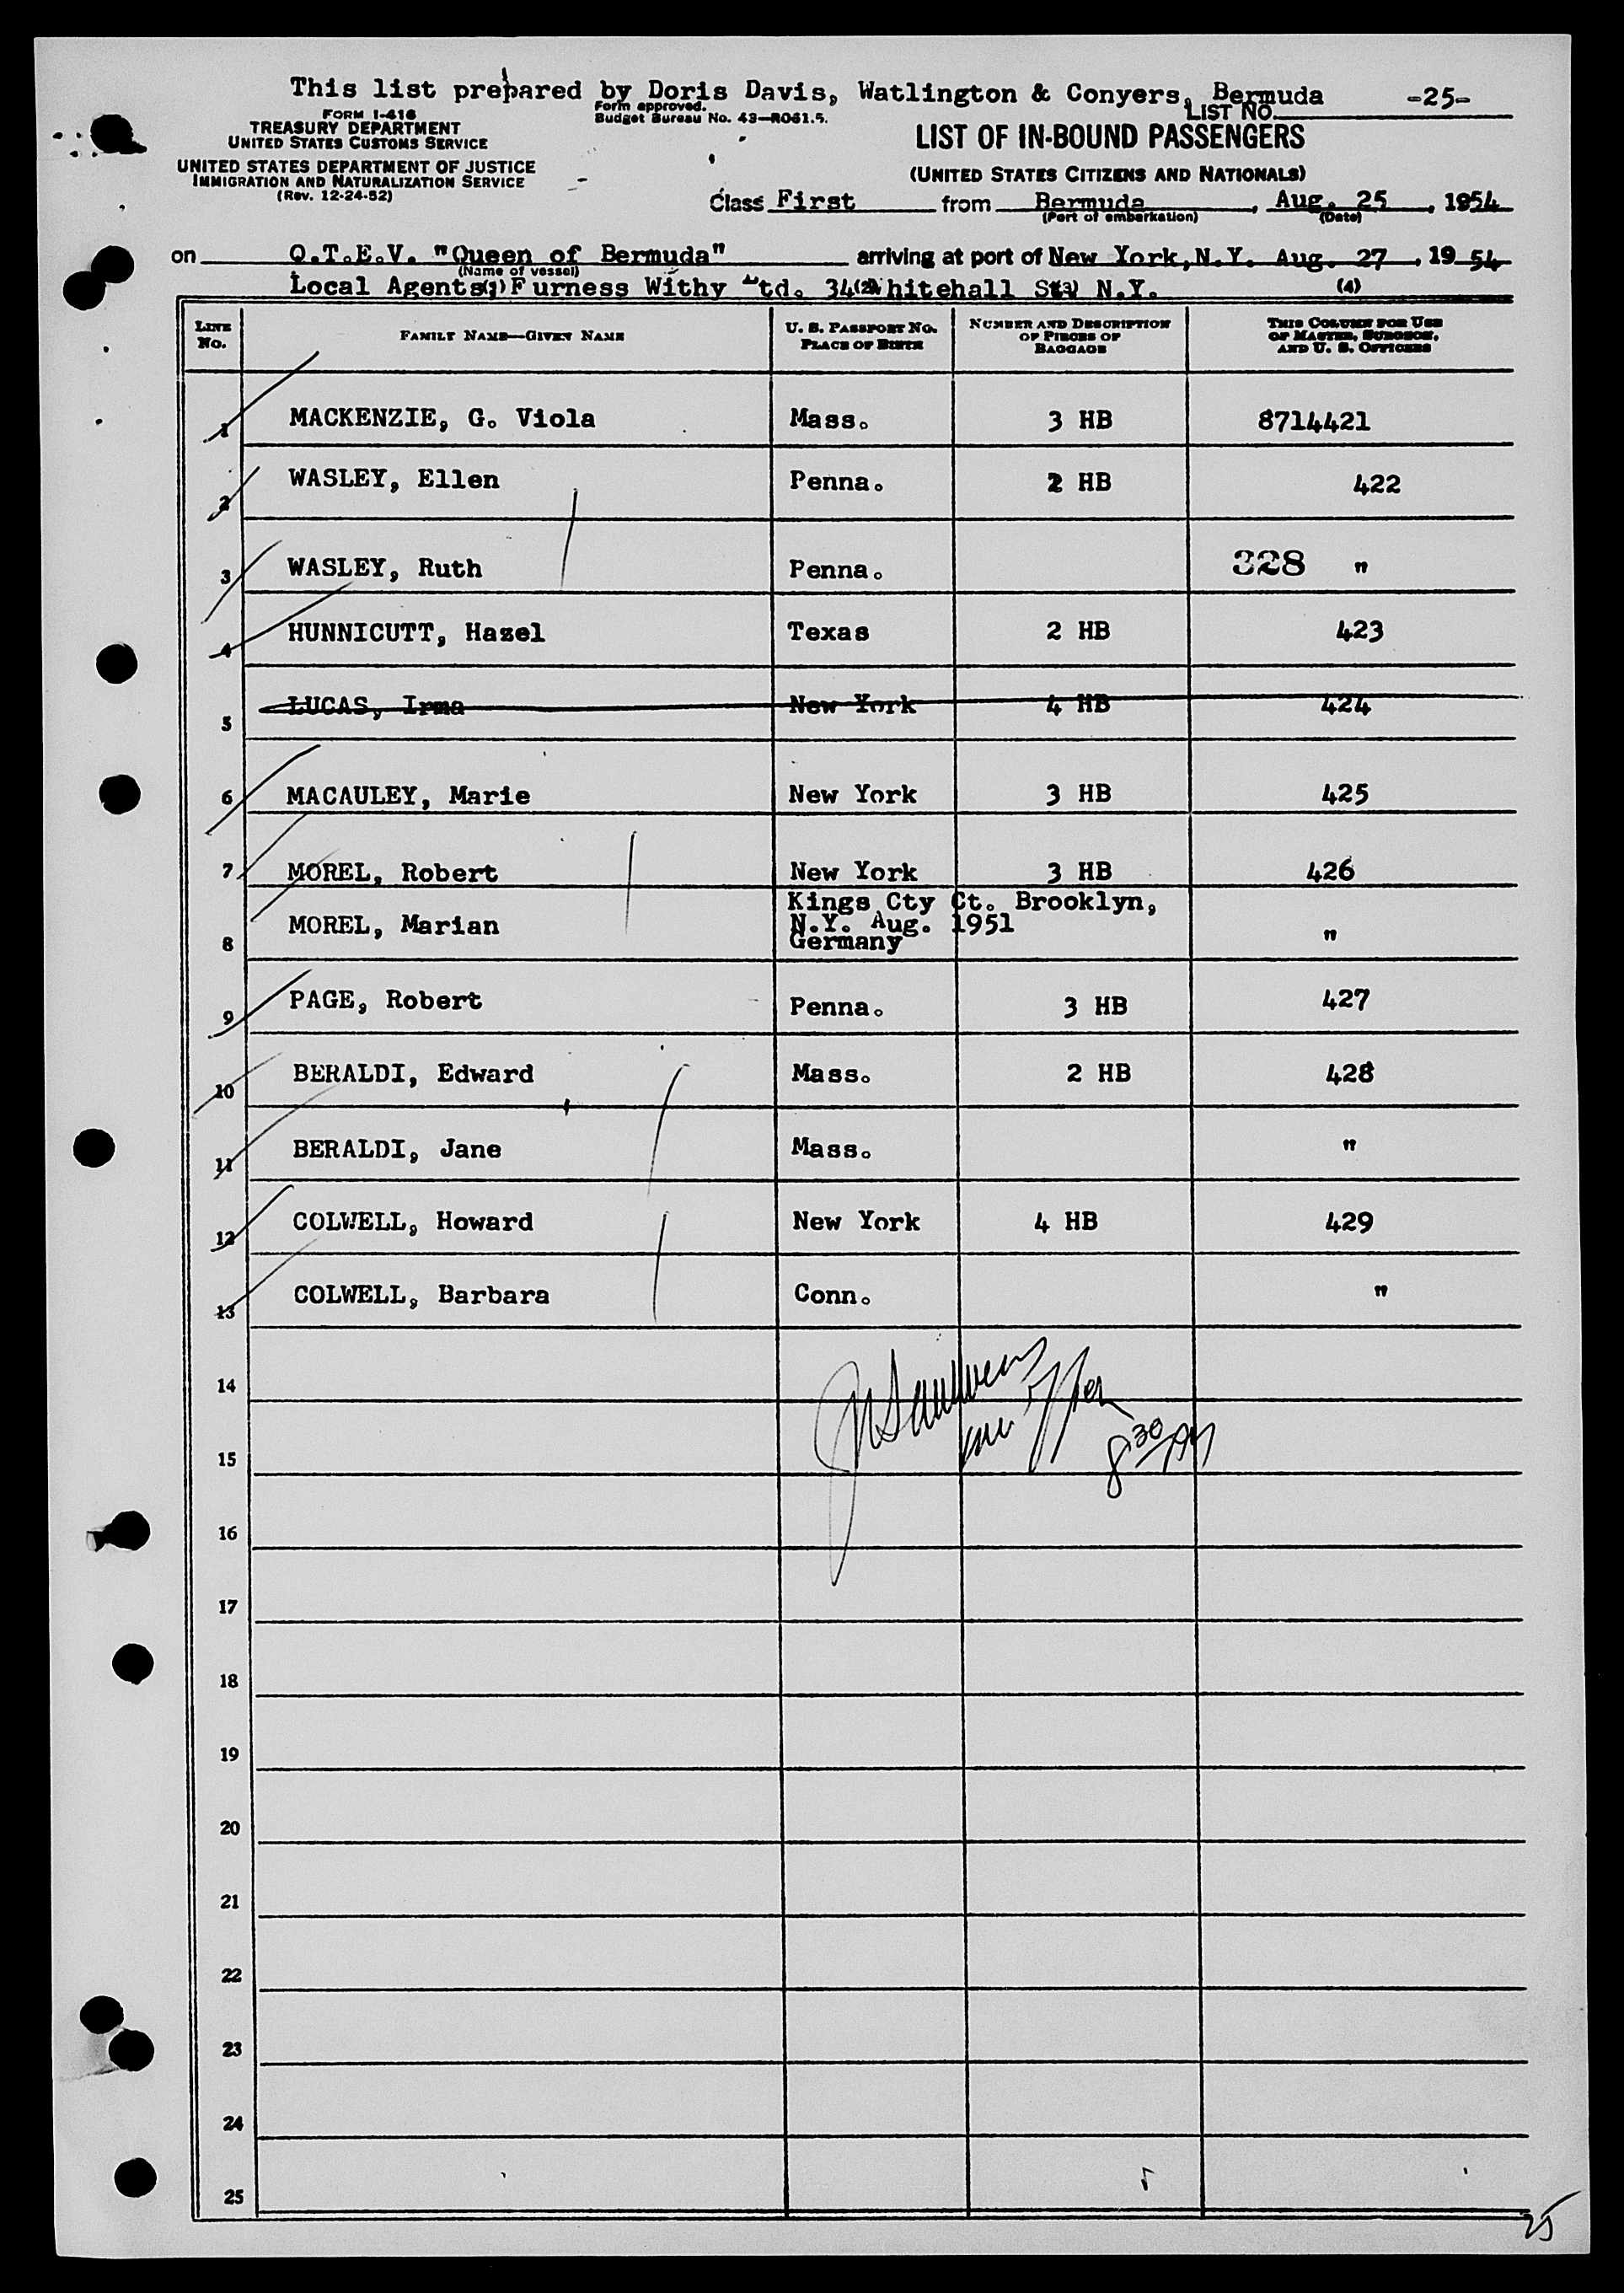 This list prepared by Doris Davis, Watlington & Conyers, Bermuda -25-
FORM I-416
TREASURY DEPARTMENT
UNITED STATES CUSTOMS SERVICE
Form approved.
Budget Bureau No. 43—R061.5.
LIST NO.
LIST OF IN-BOUND PASSENGERS
UNITED STATES DEPARTMENT OF JUSTICE
IMMIGRATION AND NATURALIZATION SERVICE
(Rev. 12-24-52)
(UNITED STATES CITIZENS AND NATIONALS)
Class First from Bermuda, Aug. 25, 1954
(Port of embarkation) (Date)
on Q.T.E.V. "Queen of Bermuda" arriving at port of New York, N.Y. Aug. 27, 19 54
(Name of vessel)
Local Agents; Furness Withy Ltd. 34 Whitehall St. N.Y.
(1) (2) (3) (4)
LINE NO. FAMILY NAME—GIVEN NAME U. S. PASSPORT NO. PLACE OF BIRTH NUMBER AND DESCRIPTION OF PIECES OF BAGGAGE THIS COLUMN FOR USE OF MASTER, SURGEON, AND U. S. OFFICERS
1 MACKENZIE, G. Viola Mass. 3 HB 8714421
2 WASLEY, Ellen Penna. 2 HB 422
3 WASLEY, Ruth Penna. 328 "
4 HUNNICUTT, Hazel Texas 2 HB 423
5 LUCAS, Irma New York 4 HB 424
6 MACAULEY, Marie New York 3 HB 425
7 MOREL, Robert New York 3 HB 426
Kings Cty Ct. Brooklyn,
N.Y. Aug. 1951
8 MOREL, Marian Germany "
9 PAGE, Robert Penna. 3 HB 427
10 BERALDI, Edward Mass. 2 HB 428
11 BERALDI, Jane Mass. "
12 COLWELL, Howard New York 4 HB 429
13 COLWELL, Barbara Conn. "
14
15
8 30 AM
16
17
18
19
20
21
22
23
24
25
25